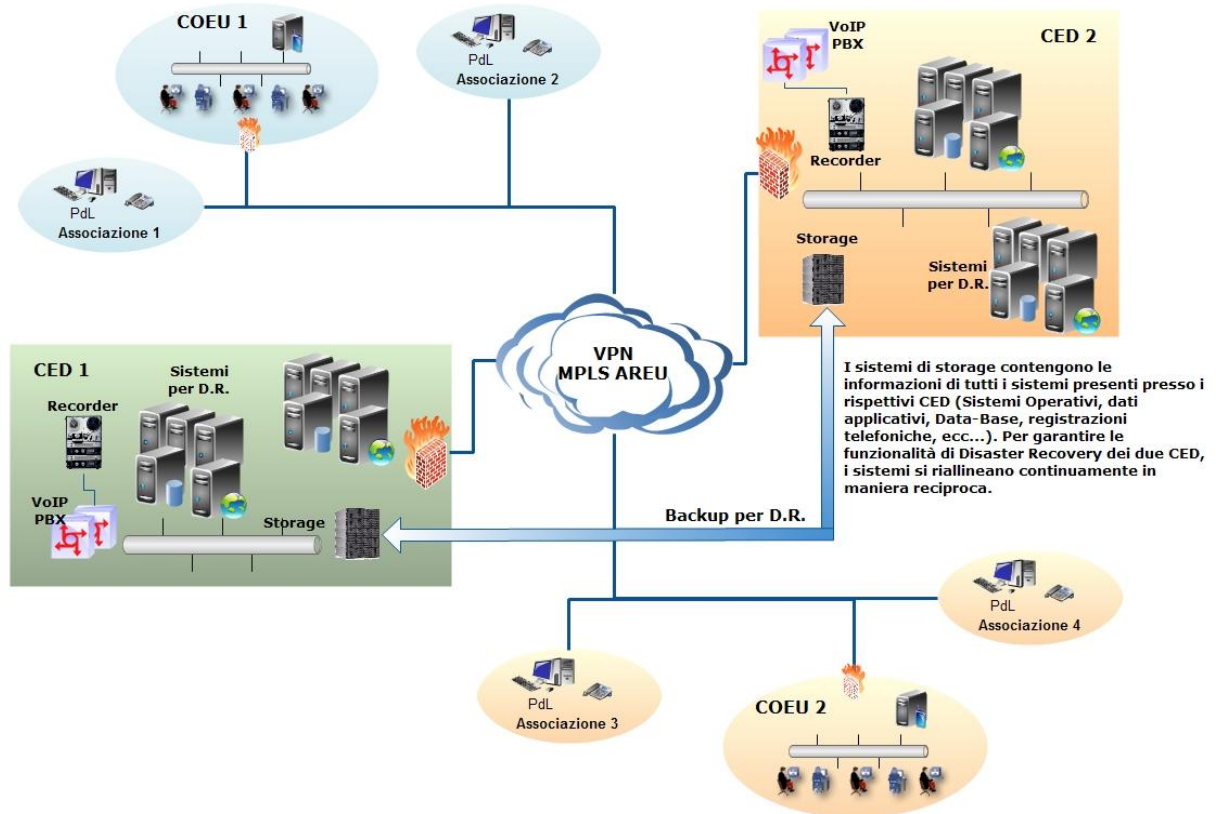 COEU 1
PdL
Associazione 2
PdL
Associazione 1
VoIP
PBX
CED 2
Recorder
Storage
Sistemi
per D.R.
VPN
MPLS AREU
CED 1
Sistemi
per D.R.
Recorder
VoIP
PBX
Storage
Backup per D.R.
I sistemi di storage contengono le
informazioni di tutti i sistemi presenti presso i
rispettivi CED (Sistemi Operativi, dati
applicativi, Data-Base, registrazioni
telefoniche, ecc...). Per garantire le
funzionalità di Disaster Recovery dei due CED,
i sistemi si riallineano continuamente in
maniera reciproca.
PdL
Associazione 4
PdL
Associazione 3
COEU 2